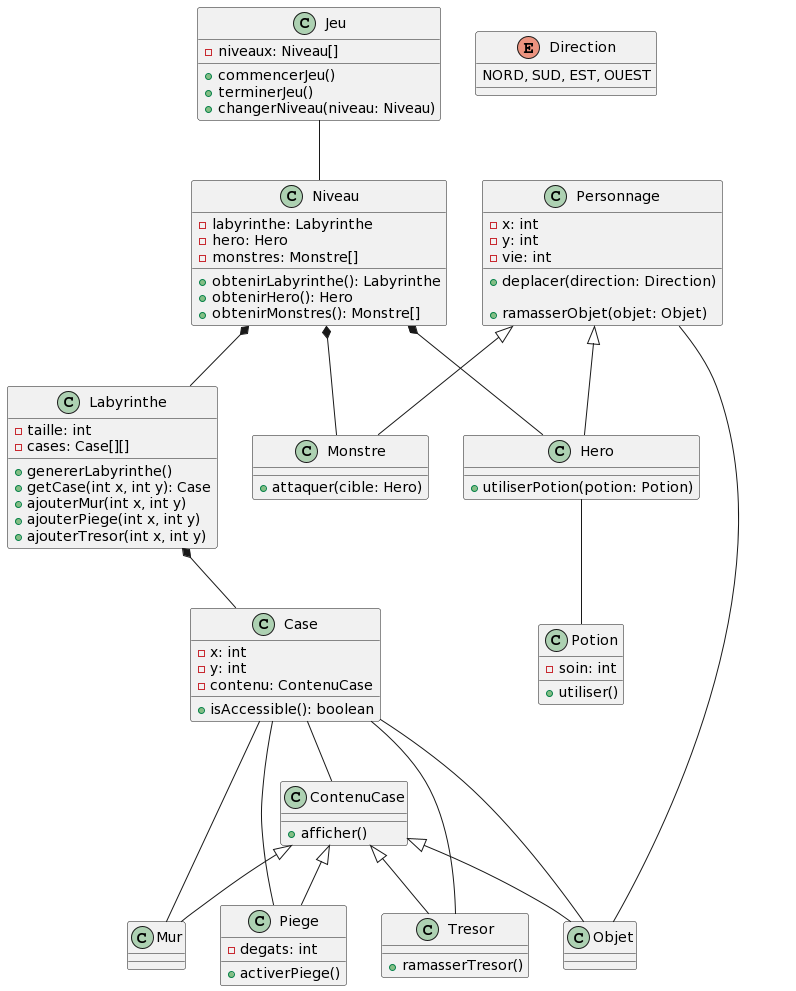 C Jeu
niveaux: Niveau[]
commencerJeu()
terminerJeu()
changerNiveau(niveau: Niveau)
E Direction
NORD, SUD, EST, OUEST
C Niveau
labyrinthe: Labyrinthe
hero: Hero
monstres: Monstre[]
obtenirLabyrinthe(): Labyrinthe
obtenirHero(): Hero
obtenirMonstres(): Monstre[]
C Personnage
x: int
y: int
vie: int
deplacer(direction: Direction)
ramasserObjet(objet: Objet)
C Labyrinthe
taille: int
cases: Case[][]
genererLabyrinthe()
getCase(int x, int y): Case
ajouterMur(int x, int y)
ajouterPiege(int x, int y)
ajouterTresor(int x, int y)
C Monstre
attaquer(cible: Hero)
C Hero
utiliserPotion(potion: Potion)
C Case
x: int
y: int
contenu: ContenuCase
isAccessible(): boolean
C Potion
soin: int
utiliser()
C ContenuCase
afficher()
C Mur
C Piege
degats: int
activerPiege()
C Tresor
ramasserTresor()
C Objet